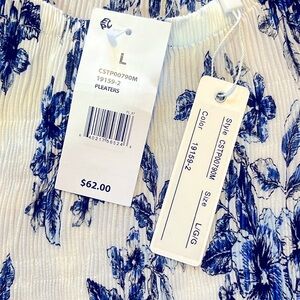 L
CSTP00790M
19159-2
PLEATERS
$62.00
Style: CSTP00790M Size L/G/G
Color: 19159-2